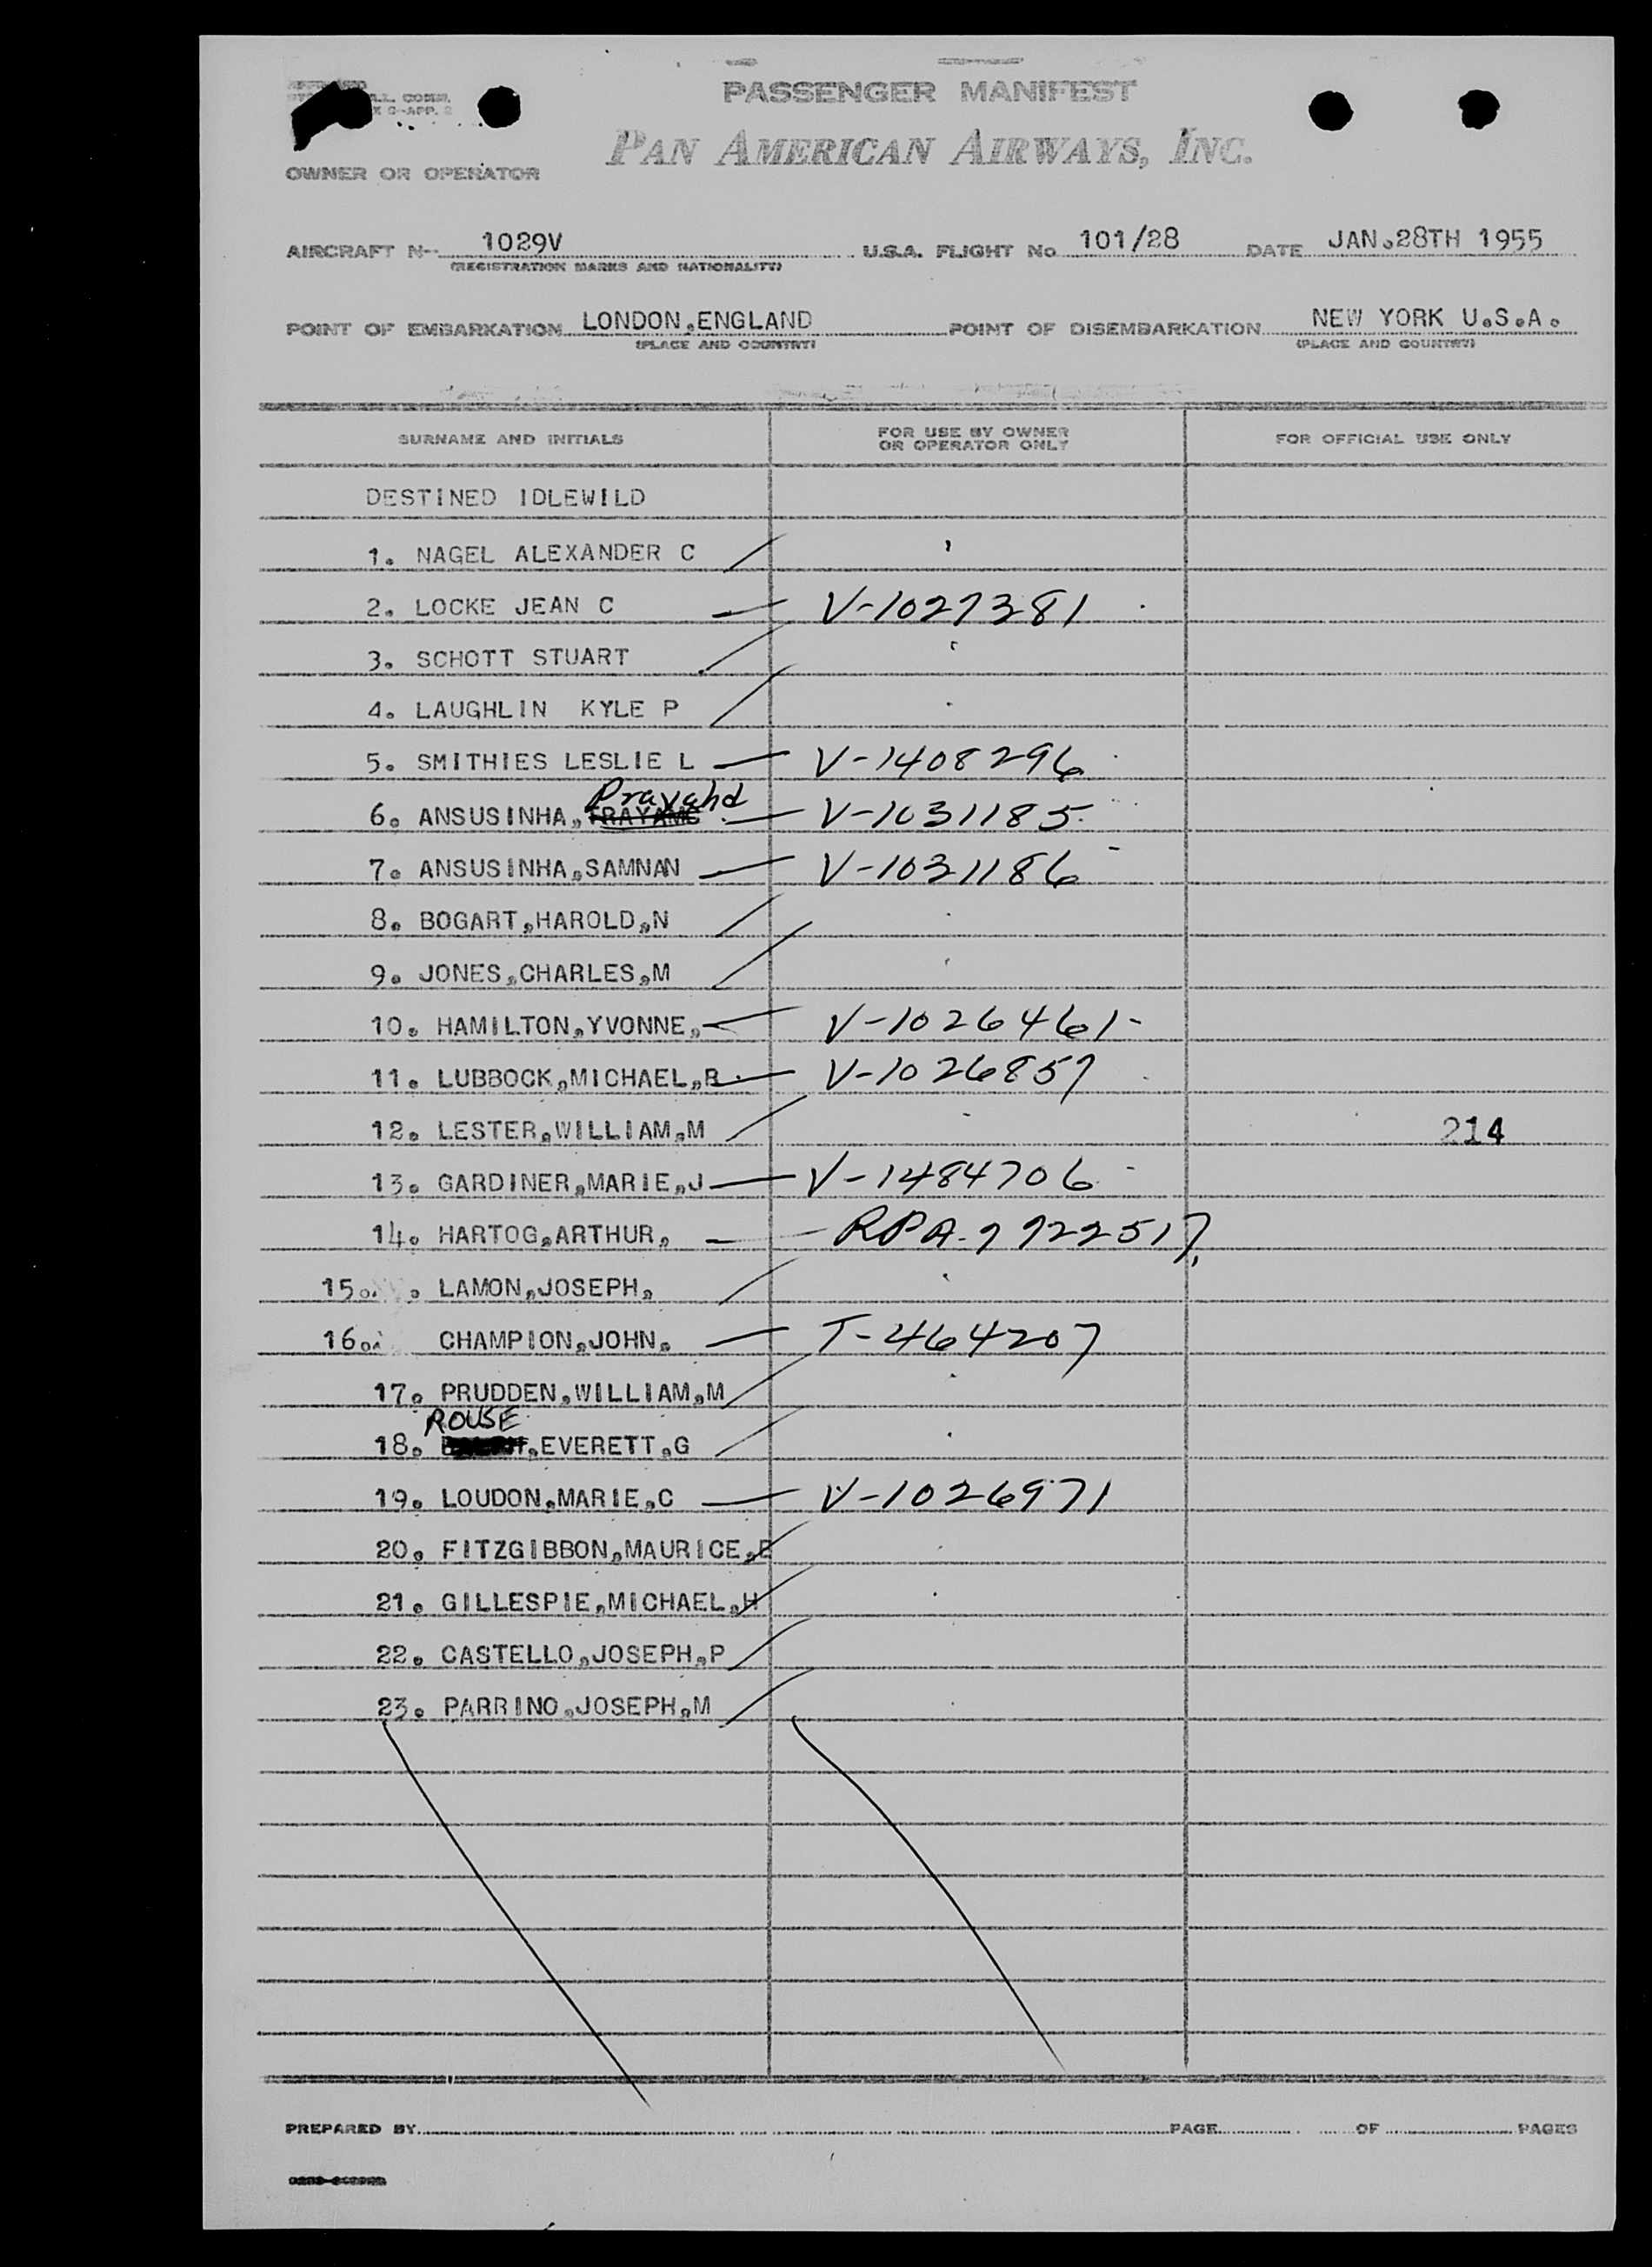 PASSENGER MANIFEST
PAN AMERICAN AIRWAYS, INC.
OWNER OR OPERATOR
AIRCRAFT N-- 1029V U.S.A. FLIGHT No. 101/28 DATE JAN.28TH 1955
(REGISTRATION MARKS AND NATIONALITY)
POINT OF EMBARKATION LONDON,ENGLAND POINT OF DISEMBARKATION NEW YORK U.S.A.
(PLACE AND COUNTRY) (PLACE AND COUNTRY)
SURNAME AND INITIALS FOR USE BY OWNER OR OPERATOR ONLY FOR OFFICIAL USE ONLY
DESTINED IDLEWILD
1. NAGEL ALEXANDER C
2. LOCKE JEAN C V-1027381
3. SCHOTT STUART
4. LAUGHLIN KYLE P
5. SMITHIES LESLIE L V-1408296
Prayahd
6. ANSUSINHA, V-1031185
7. ANSUSINHA,SAMNAN V-1031186
8. BOGART,HAROLD,N
9. JONES,CHARLES,M
10. HAMILTON,YVONNE, V-1026461
11. LUBBOCK,MICHAEL,R V-1026857
12. LESTER,WILLIAM,M 214
13. GARDINER,MARIE,J V-1484706
14. HARTOG,ARTHUR, RPA-7922517
15. LAMON,JOSEPH,
16. CHAMPION,JOHN. T-464207
17. PRUDDEN,WILLIAM,M
ROUSE
18. ,EVERETT,G
19. LOUDON,MARIE,C V-1026971
20. FITZGIBBON,MAURICE,E
21. GILLESPIE,MICHAEL,H
22. CASTELLO,JOSEPH,P
23. PARRINO,JOSEPH,M
PREPARED BY PAGE OF PAGES